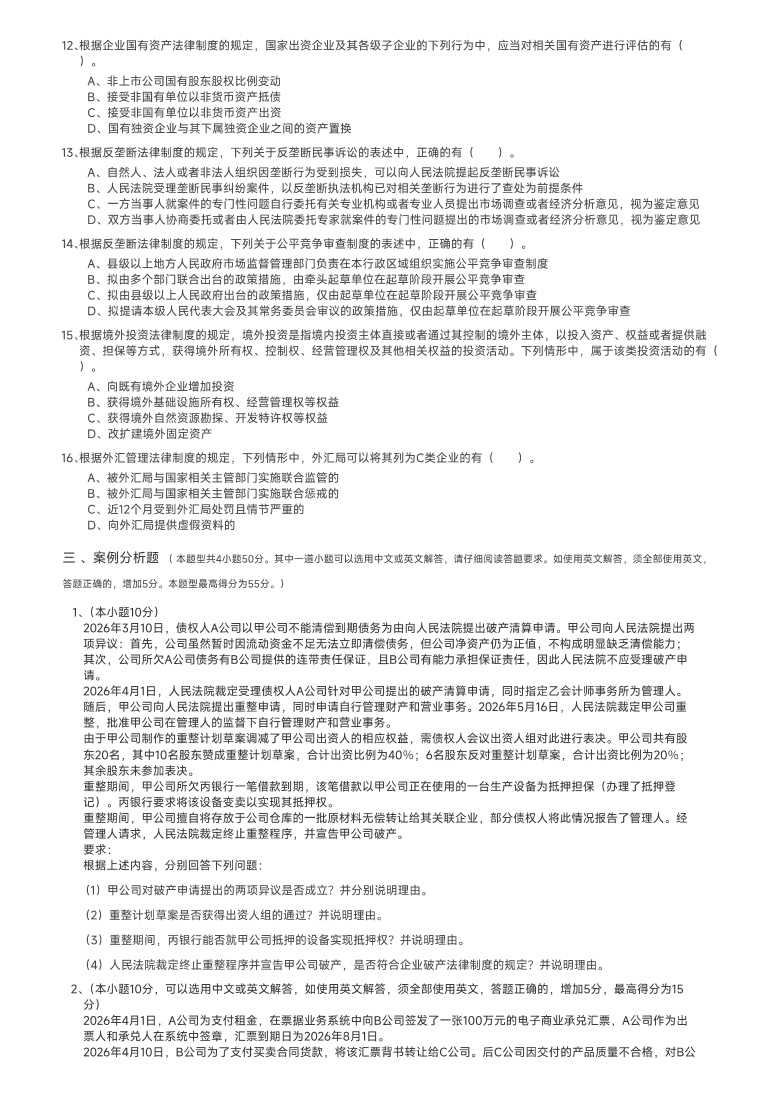 12、根据企业国有资产法律制度的规定，国家出资企业及其各级子企业的下列行为中，应当对相关国有资产进行评估的有（
）。
A、非上市公司国有股东股权比例变动
B、接受非国有单位以非货币资产抵债
C、接受非国有单位以非货币资产出资
D、国有独资企业与其下属独资企业之间的资产置换
13、根据反垄断法律制度的规定，下列关于反垄断民事诉讼的表述中，正确的有（　　）。
A、自然人、法人或者非法人组织因垄断行为受到损失，可以向人民法院提起反垄断民事诉讼
B、人民法院受理垄断民事纠纷案件，以反垄断执法机构已对相关垄断行为进行了查处为前提条件
C、一方当事人就案件的专门性问题自行委托有关专业机构或者专业人员提出市场调查或者经济分析意见，视为鉴定意见
D、双方当事人协商委托或者由人民法院委托专家就案件的专门性问题提出的市场调查或者经济分析意见，视为鉴定意见
14、根据反垄断法律制度的规定，下列关于公平竞争审查制度的表述中，正确的有（　　）。
A、县级以上地方人民政府市场监督管理部门负责在本行政区域组织实施公平竞争审查制度
B、拟由多个部门联合出台的政策措施，由牵头起草单位在起草阶段开展公平竞争审查
C、拟由县级以上人民政府出台的政策措施，仅由起草单位在起草阶段开展公平竞争审查
D、拟提请本级人民代表大会及其常务委员会审议的政策措施，仅由起草单位在起草阶段开展公平竞争审查
15、根据境外投资法律制度的规定，境外投资是指境内投资主体直接或者通过其控制的境外主体，以投入资产、权益或者提供融
资、担保等方式，获得境外所有权、控制权、经营管理权及其他相关权益的投资活动。下列情形中，属于该类投资活动的有（
）。
A、向既有境外企业增加投资
B、获得境外基础设施所有权、经营管理权等权益
C、获得境外自然资源勘探、开发特许权等权益
D、改扩建境外固定资产
16、根据外汇管理法律制度的规定，下列情形中，外汇局可以将其列为C类企业的有（　　）。
A、被外汇局与国家相关主管部门实施联合监管的
B、被外汇局与国家相关主管部门实施联合惩戒的
C、近12个月受到外汇局处罚且情节严重的
D、向外汇局提供虚假资料的
三 、案例分析题 （ 本题型共4小题50分。其中一道小题可以选用中文或英文解答，请仔细阅读答题要求。如使用英文解答，须全部使用英文，
答题正确的，增加5分。本题型最高得分为55分。）
1、（本小题10分）
2026年3月10日，债权人A公司以甲公司不能清偿到期债务为由向人民法院提出破产清算申请。甲公司向人民法院提出两
项异议：首先，公司虽然暂时因流动资金不足无法立即清偿债务，但公司净资产仍为正值，不构成明显缺乏清偿能力；
其次，公司所欠A公司债务有B公司提供的连带责任保证，且B公司有能力承担保证责任，因此人民法院不应受理破产申
请。
2026年4月1日，人民法院裁定受理债权人A公司针对甲公司提出的破产清算申请，同时指定乙会计师事务所为管理人。
随后，甲公司向人民法院提出重整申请，同时申请自行管理财产和营业事务。2026年5月16日，人民法院裁定甲公司重
整，批准甲公司在管理人的监督下自行管理财产和营业事务。
由于甲公司制作的重整计划草案调减了甲公司出资人的相应权益，需债权人会议出资人组对此进行表决。甲公司共有股
东20名，其中10名股东赞成重整计划草案，合计出资比例为40%；6名股东反对重整计划草案，合计出资比例为20%；
其余股东未参加表决。
重整期间，甲公司所欠丙银行一笔借款到期，该笔借款以甲公司正在使用的一台生产设备为抵押担保（办理了抵押登
记）。丙银行要求将该设备变卖以实现其抵押权。
重整期间，甲公司擅自将存放于公司仓库的一批原材料无偿转让给其关联企业，部分债权人将此情况报告了管理人。经
管理人请求，人民法院裁定终止重整程序，并宣告甲公司破产。
要求：
根据上述内容，分别回答下列问题：
（1）甲公司对破产申请提出的两项异议是否成立？并分别说明理由。
（2）重整计划草案是否获得出资人组的通过？并说明理由。
（3）重整期间，丙银行能否就甲公司抵押的设备实现抵押权？并说明理由。
（4）人民法院裁定终止重整程序并宣告甲公司破产，是否符合企业破产法律制度的规定？并说明理由。
2、（本小题10分，可以选用中文或英文解答，如使用英文解答，须全部使用英文，答题正确的，增加5分，最高得分为15
分）
2026年4月1日，A公司为支付租金，在票据业务系统中向B公司签发了一张100万元的电子商业承兑汇票，A公司作为出
票人和承兑人在系统中签章，汇票到期日为2026年8月1日。
2026年4月10日，B公司为了支付买卖合同货款，将该汇票背书转让给C公司。后C公司因交付的产品质量不合格，对B公